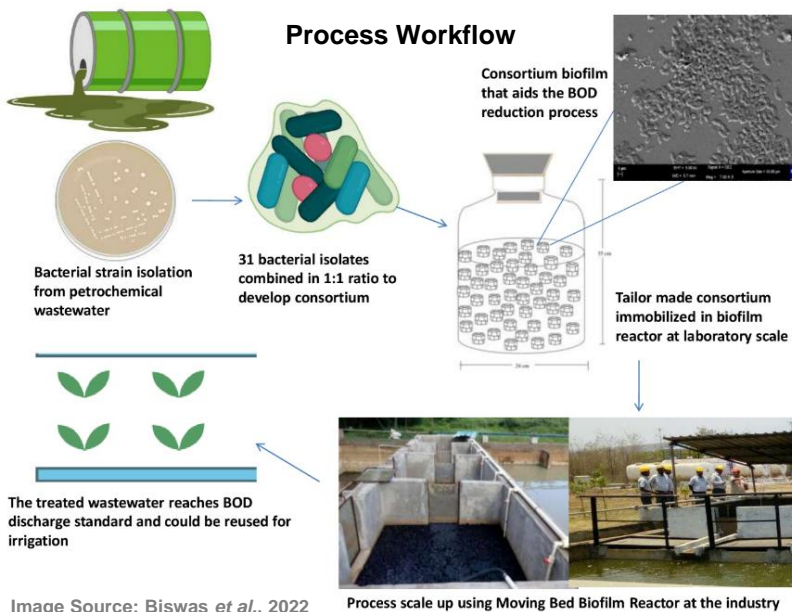 Process Workflow
Consortium biofilm
that aids the BOD
reduction process
Bacterial strain isolation
from petrochemical
wastewater
31 bacterial isolates
combined in 1:1 ratio to
develop consortium
Tailor made consortium
immobilized in biofilm
reactor at laboratory scale
The treated wastewater reaches BOD
discharge standard and could be reused for
irrigation
Process scale up using Moving Bed Biofilm Reactor at the industry
Image Source: Biswas et al., 2022